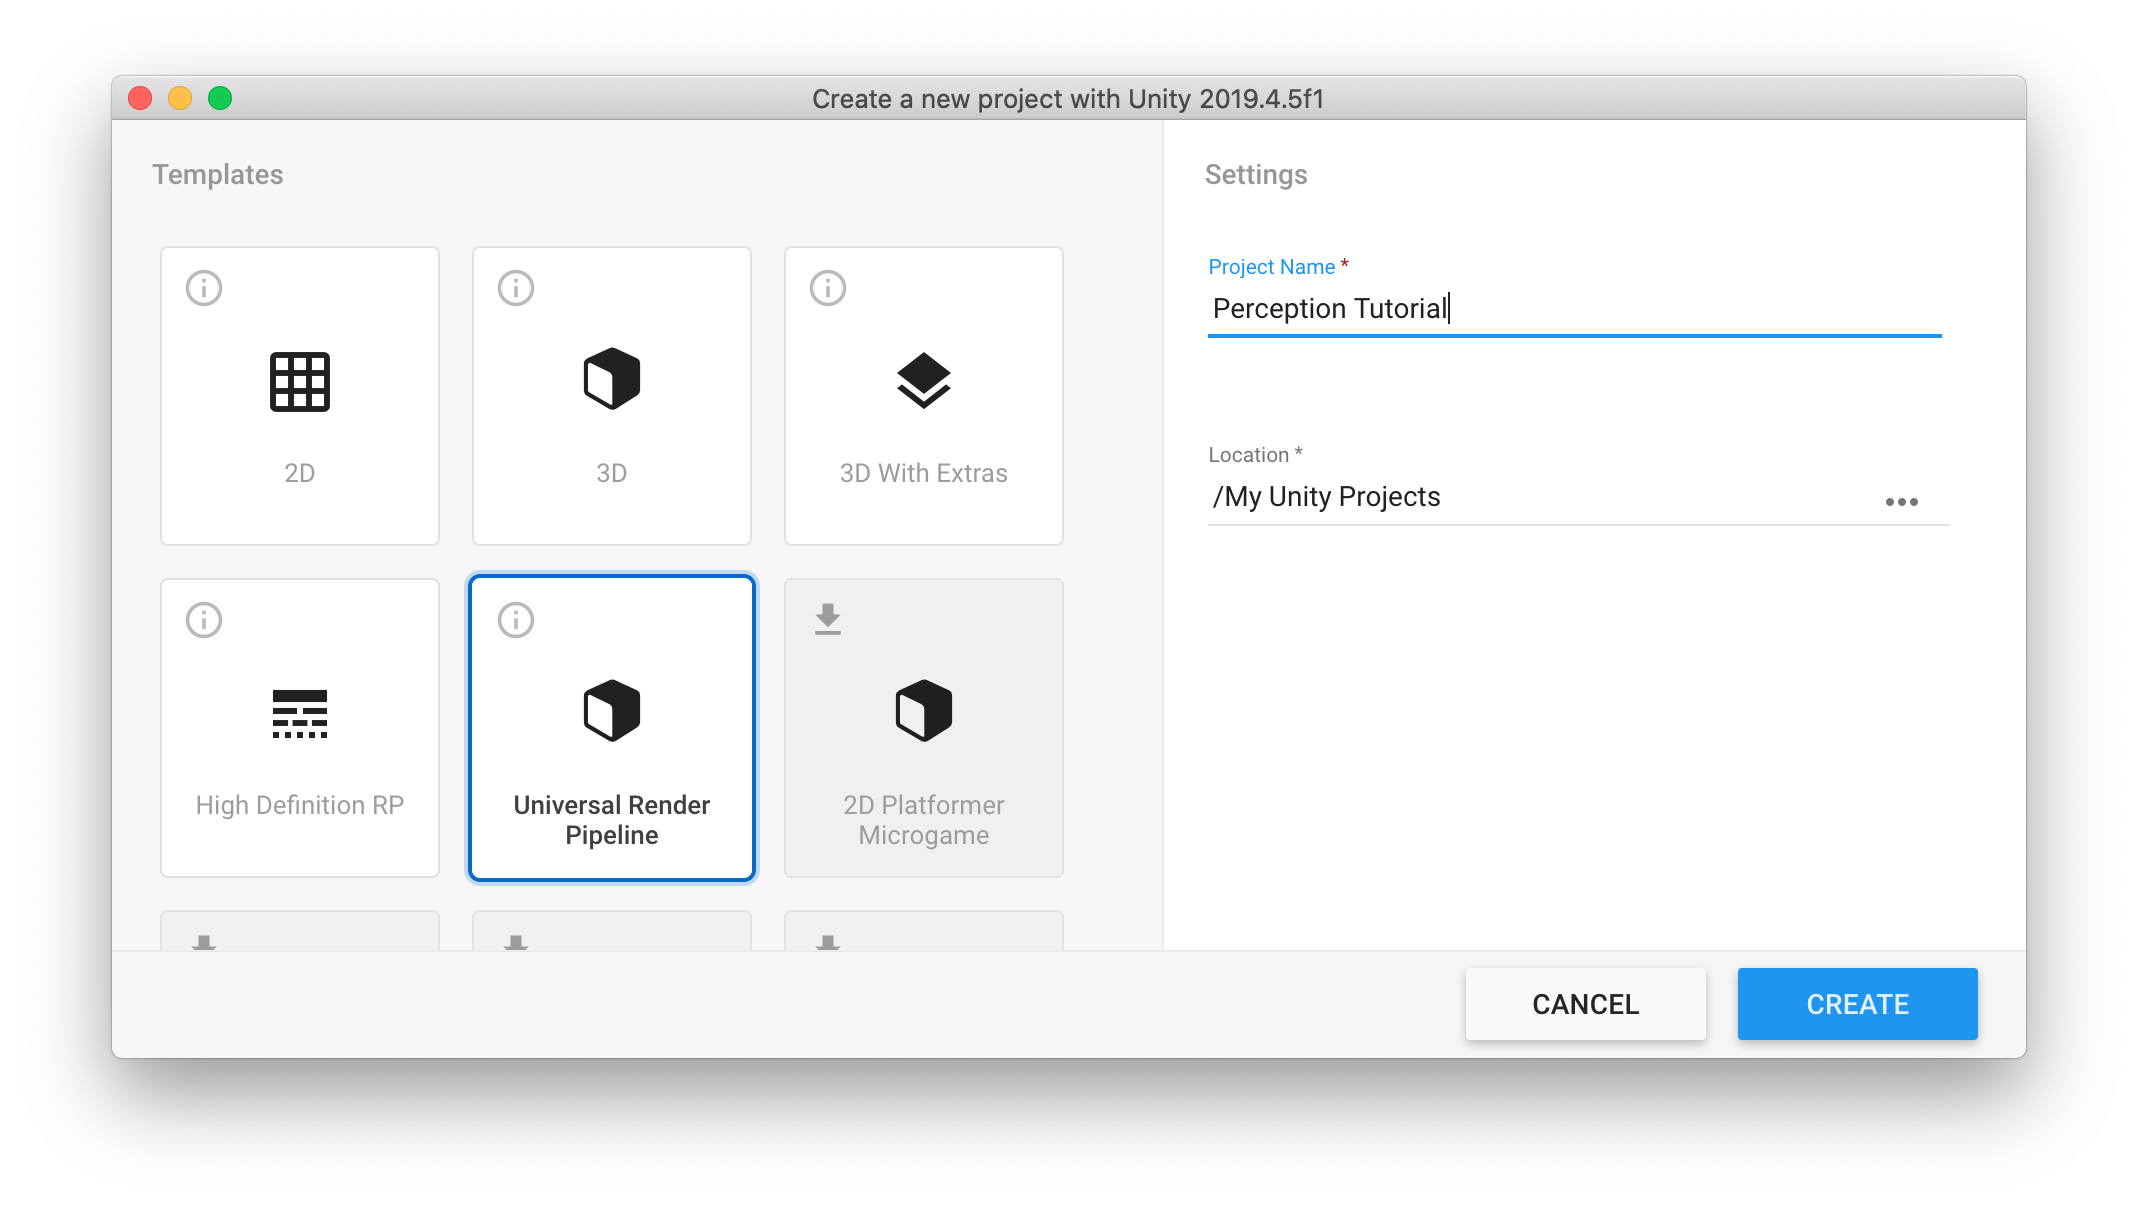 Create a new project with Unity 2019.4.5f1
Templates
2D
3D
3D With Extras
High Definition RP
Universal Render
Pipeline
2D Platformer
Microgame
Settings
Project Name *
Perception Tutorial
Location *
/My Unity Projects
CANCEL
CREATE